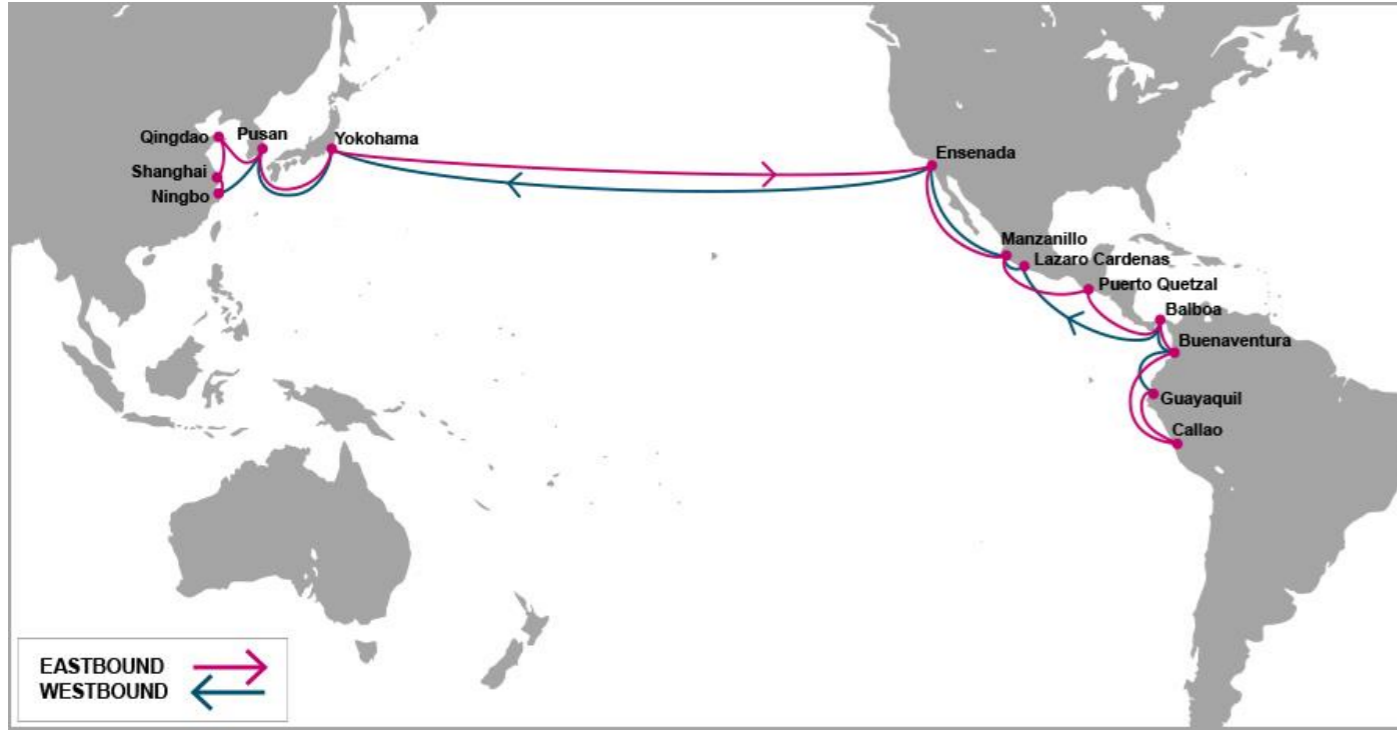 Qingdao
Pusan
Yokohama
Shanghai
Ningbo
Ensenada
Manzanillo
Lazaro Cardenas
Puerto Quetzal
Balboa
Buenaventura
Guayaquil
Callao
EASTBOUND
WESTBOUND